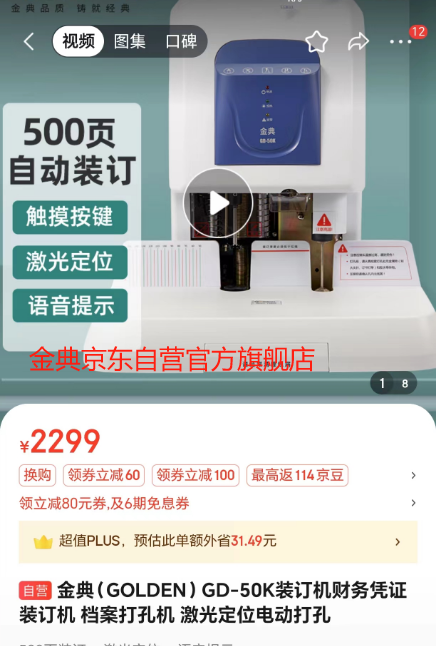 金典品质 铸就经典
视频 图集 口碑
12
500页
自动装订
触摸按键
激光定位
语音提示
金典
GD-50K
金典京东自营官方旗舰店
1 8
¥2299
换购 领券立减60 领券立减100 最高返114京豆
领立减80元券,及6期免息券
超值PLUS，预估此单额外省31.49元
自营 金典（GOLDEN）GD-50K装订机财务凭证
装订机 档案打孔机 激光定位电动打孔